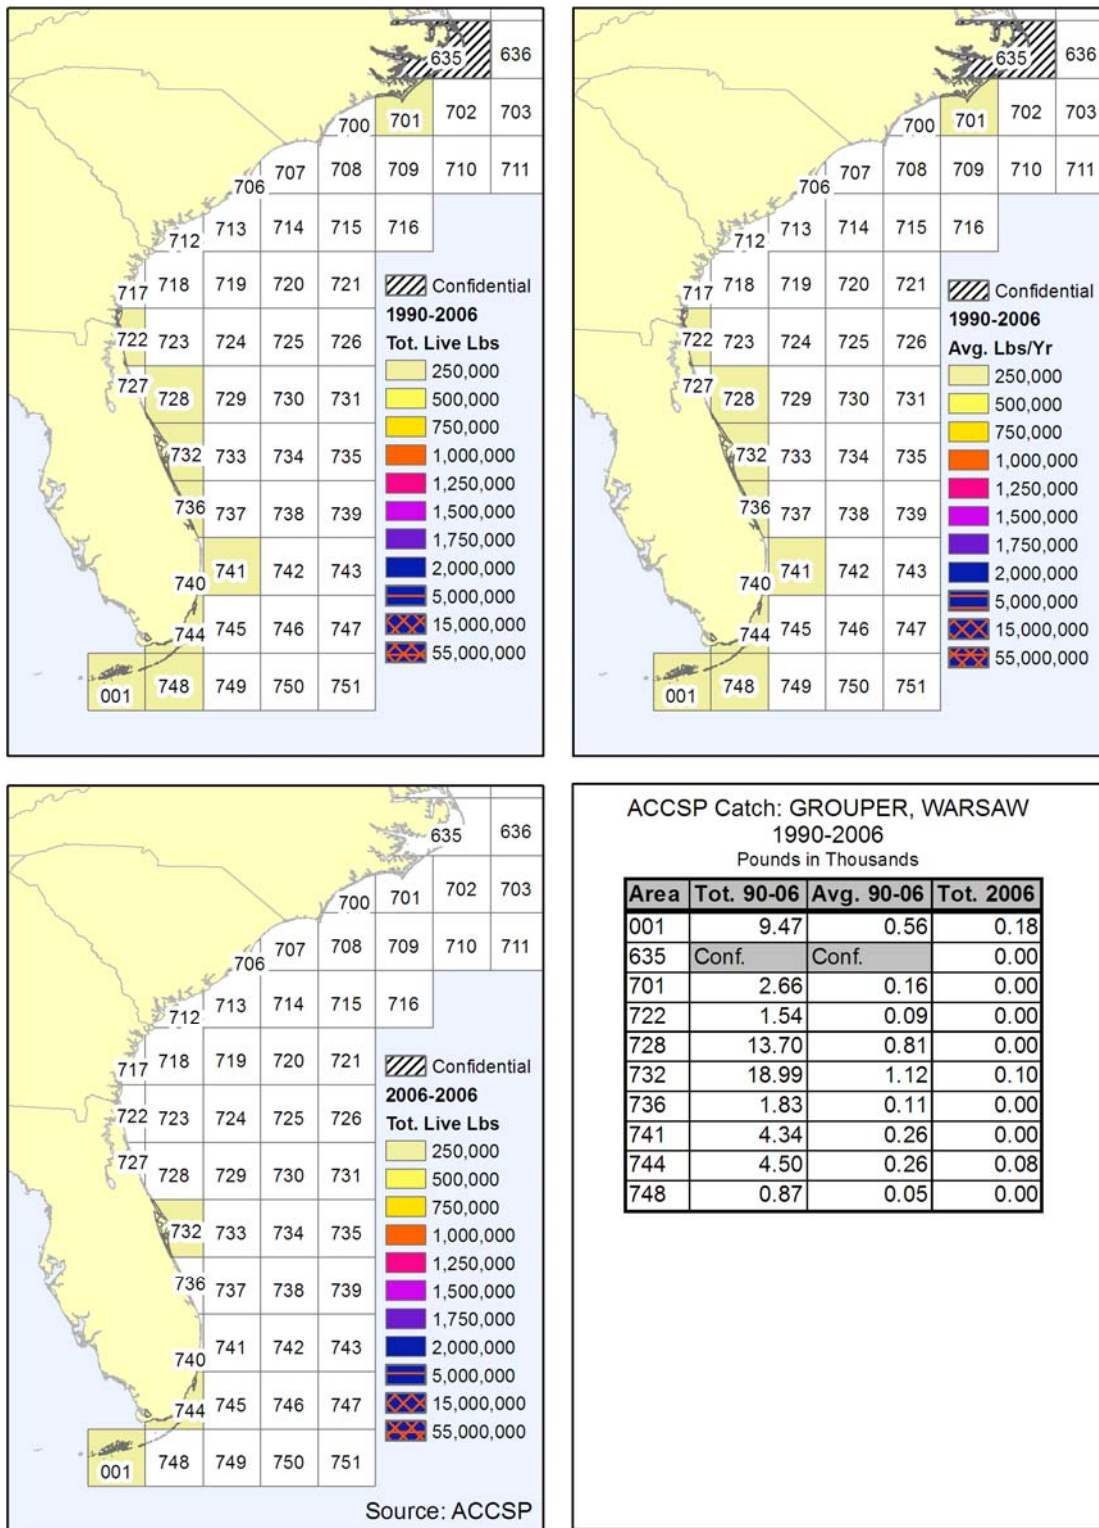 635 636
700 701 702 703
706 707 708 709 710 711
712 713 714 715 716
717 718 719 720 721
722 723 724 725 726
727 728 729 730 731
732 733 734 735
736 737 738 739
740 741 742 743
744 745 746 747
001 748 749 750 751
Confidential
1990-2006
Tot. Live Lbs
250,000
500,000
750,000
1,000,000
1,250,000
1,500,000
1,750,000
2,000,000
5,000,000
15,000,000
55,000,000
635 636
700 701 702 703
706 707 708 709 710 711
712 713 714 715 716
717 718 719 720 721
722 723 724 725 726
727 728 729 730 731
732 733 734 735
736 737 738 739
740 741 742 743
744 745 746 747
001 748 749 750 751
Confidential
1990-2006
Avg. Lbs/Yr
250,000
500,000
750,000
1,000,000
1,250,000
1,500,000
1,750,000
2,000,000
5,000,000
15,000,000
55,000,000
635 636
700 701 702 703
706 707 708 709 710 711
712 713 714 715 716
717 718 719 720 721
722 723 724 725 726
727 728 729 730 731
732 733 734 735
736 737 738 739
740 741 742 743
744 745 746 747
001 748 749 750 751
Confidential
2006-2006
Tot. Live Lbs
250,000
500,000
750,000
1,000,000
1,250,000
1,500,000
1,750,000
2,000,000
5,000,000
15,000,000
55,000,000
Source: ACCSP
ACCSP Catch: GROUPER, WARSAW
1990-2006
Pounds in Thousands
Area Tot. 90-06 Avg. 90-06 Tot. 2006
001 9.47 0.56 0.18
635 Conf. Conf. 0.00
701 2.66 0.16 0.00
722 1.54 0.09 0.00
728 13.70 0.81 0.00
732 18.99 1.12 0.10
736 1.83 0.11 0.00
741 4.34 0.26 0.00
744 4.50 0.26 0.08
748 0.87 0.05 0.00